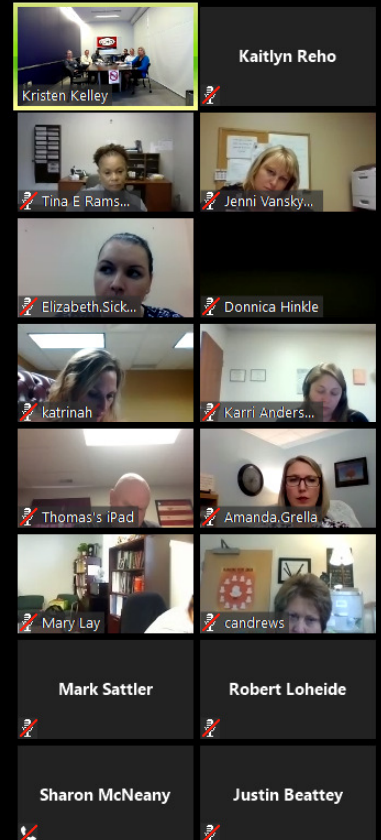 Kristen Kelley
Kaitlyn Reho
Tina E Rams...
Jenni Vansky...
Elizabeth.Sick...
Donnica Hinkle
katrinah
Karri Anders...
Thomas's iPad
Amanda.Grella
Mary Lay
candrews
Mark Sattler
Robert Loheide
Sharon McNeany
Justin Beattey